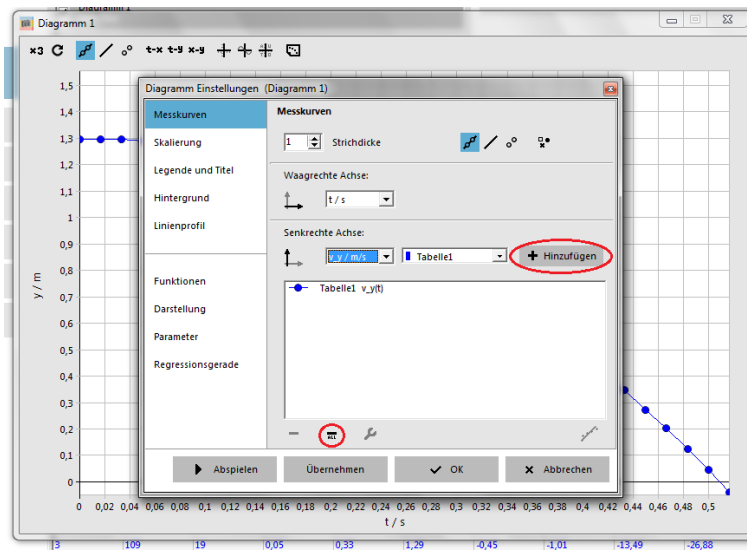 Diagramm 1
Diagramm 1
x3 t-x t-y x-y
Diagramm Einstellungen (Diagramm 1)
Messkurven
Skalierung
Legende und Titel
Hintergrund
Linienprofil
Funktionen
Darstellung
Parameter
Regressionsgerade
Messkurven
1 Strichdicke
Waagrechte Achse:
t / s
Senkrechte Achse:
v_y / m/s Tabelle1 Hinzufügen
Tabelle1 v_y(t)
ALL
Abspielen Übernehmen OK Abbrechen
y / m
1,5
1,4
1,3
1,2
1,1
1
0,9
0,8
0,7
0,6
0,5
0,4
0,3
0,2
0,1
0
0 0,02 0,04 0,06 0,08 0,1 0,12 0,14 0,16 0,18 0,2 0,22 0,24 0,26 0,28 0,3 0,32 0,34 0,36 0,38 0,4 0,42 0,44 0,46 0,48 0,5
t / s
3 109 19 0,05 0,33 1,29 -0,45 -1,01 -13,49 -26,88